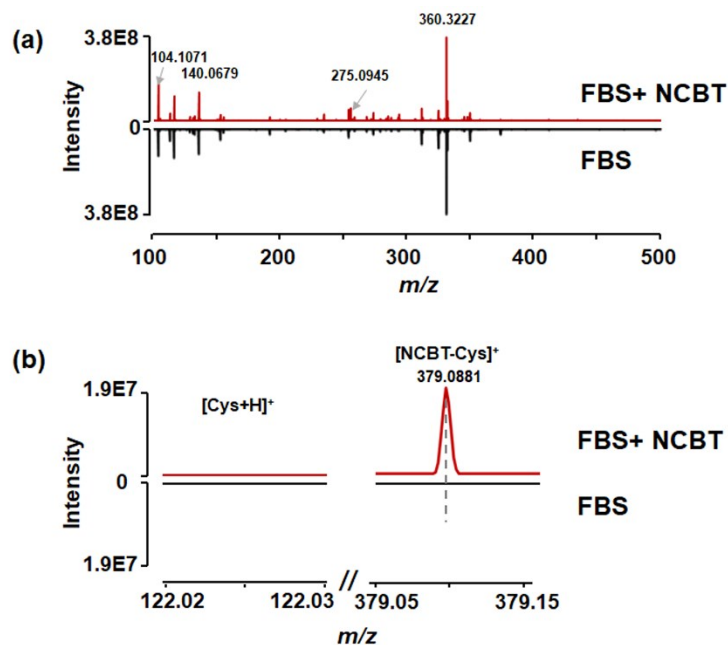 (a)
3.8E8
0
3.8E8
Intensity
104.1071
140.0679
275.0945
360.3227
FBS+ NCBT
FBS
100 200 300 400 500
m/z
(b)
1.9E7
0
1.9E7
Intensity
[Cys+H]+
[NCBT-Cys]+
379.0881
FBS+ NCBT
FBS
122.02 122.03 // 379.05 379.15
m/z